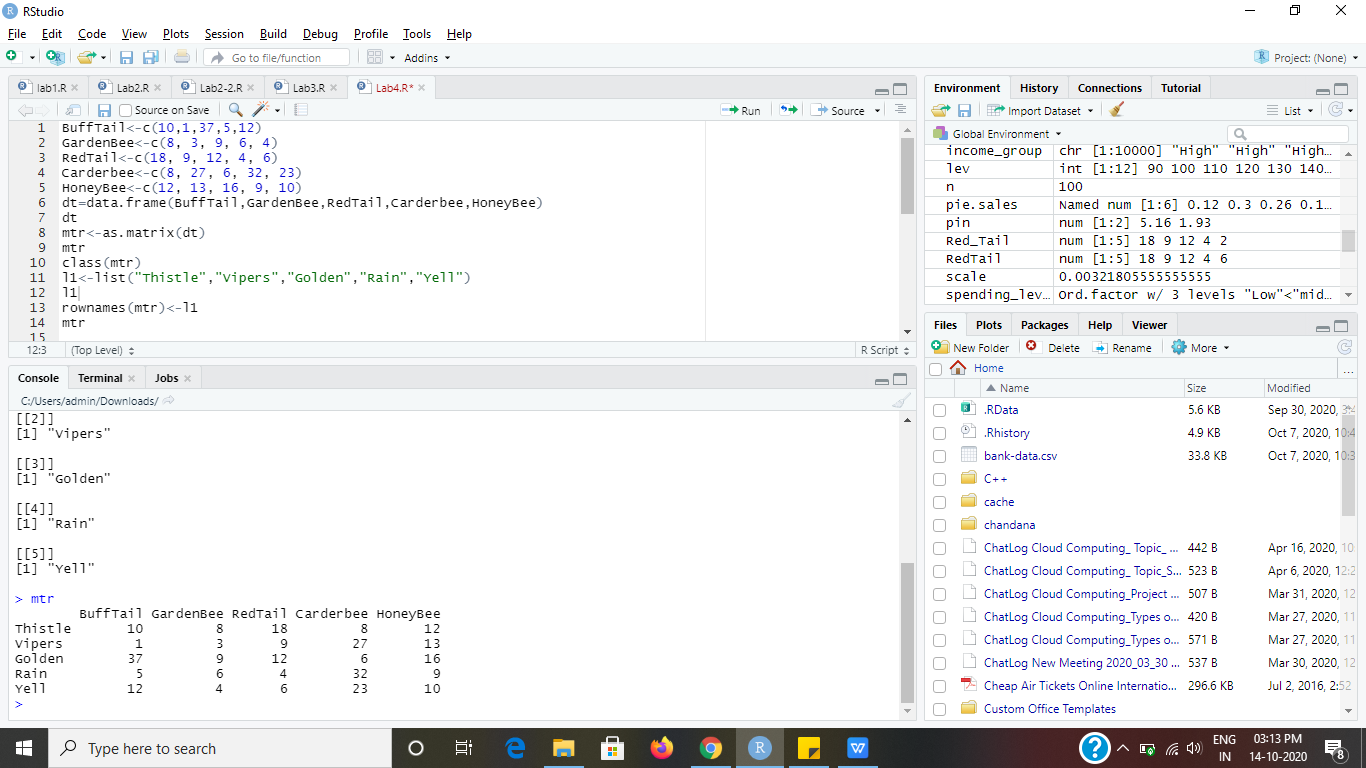 RStudio
File Edit Code View Plots Session Build Debug Profile Tools Help
Go to file/function Addins Project: (None)
lab1.R Lab2.R Lab2-2.R Lab3.R Lab4.R*
Source on Save Run Source
1 BuffTail<-c(10,1,37,5,12)
2 GardenBee<-c(8, 3, 9, 6, 4)
3 RedTail<-c(18, 9, 12, 4, 6)
4 Carderbee<-c(8, 27, 6, 32, 23)
5 HoneyBee<-c(12, 13, 16, 9, 10)
6 dt=data.frame(BuffTail,GardenBee,RedTail,Carderbee,HoneyBee)
7 dt
8 mtr<-as.matrix(dt)
9 mtr
10 class(mtr)
11 l1<-list("Thistle","Vipers","Golden","Rain","Yell")
12 l1
13 rownames(mtr)<-l1
14 mtr
15
12:3 (Top Level) R Script
Console Terminal Jobs
C:/Users/admin/Downloads/
[[2]]
[1] "Vipers"
[[3]]
[1] "Golden"
[[4]]
[1] "Rain"
[[5]]
[1] "Yell"
> mtr
BuffTail GardenBee RedTail Carderbee HoneyBee
Thistle 10 8 18 8 12
Vipers 1 3 9 27 13
Golden 37 9 12 6 16
Rain 5 6 4 32 9
Yell 12 4 6 23 10
>
Environment History Connections Tutorial
Import Dataset List
Global Environment
income_group chr [1:10000] "High" "High" "High…
lev int [1:12] 90 100 110 120 130 140…
n 100
pie.sales Named num [1:6] 0.12 0.3 0.26 0.1…
pin num [1:2] 5.16 1.93
Red_Tail num [1:5] 18 9 12 4 2
RedTail num [1:5] 18 9 12 4 6
scale 0.00321805555555555
spending_lev… Ord.factor w/ 3 levels "Low"<"mid…
Files Plots Packages Help Viewer
New Folder Delete Rename More
Home ...
Name Size Modified
.RData 5.6 KB Sep 30, 2020, 3:4
.Rhistory 4.9 KB Oct 7, 2020, 10:4
bank-data.csv 33.8 KB Oct 7, 2020, 10:3
C++
cache
chandana
ChatLog Cloud Computing_ Topic_ ... 442 B Apr 16, 2020, 10:
ChatLog Cloud Computing_ Topic_S... 523 B Apr 6, 2020, 12:2
ChatLog Cloud Computing_Project ... 507 B Mar 31, 2020, 12
ChatLog Cloud Computing_Types o... 420 B Mar 27, 2020, 11
ChatLog Cloud Computing_Types o... 571 B Mar 27, 2020, 11
ChatLog New Meeting 2020_03_30 ... 537 B Mar 30, 2020, 12
Cheap Air Tickets Online Internatio... 296.6 KB Jul 2, 2016, 2:52
Custom Office Templates
Type here to search
ENG 03:13 PM
IN 14-10-2020 8